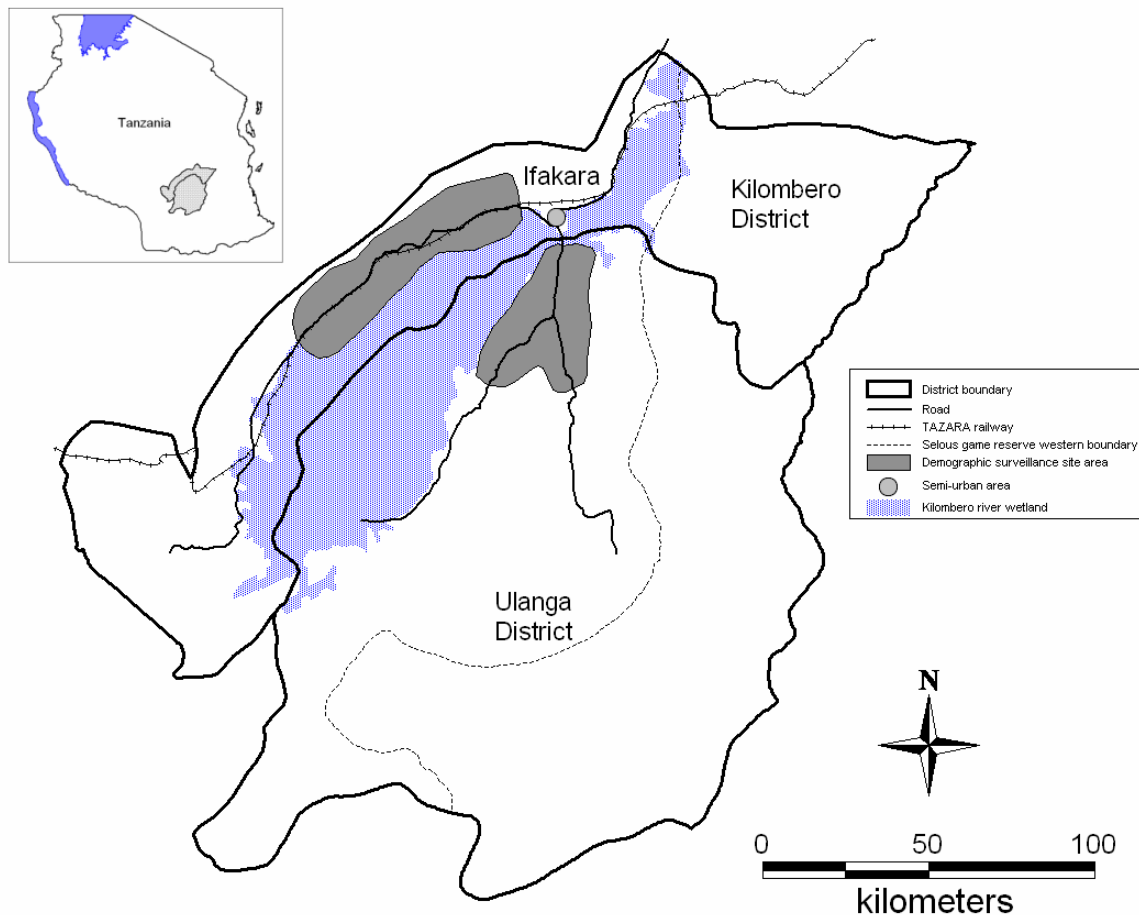 Tanzania
Ifakara
Kilombero
District
District boundary
Road
TAZARA railway
Selous game reserve western boundary
Demographic surveillance site area
Semi-urban area
Kilombero river wetland
Ulanga
District
N
0 50 100
kilometers